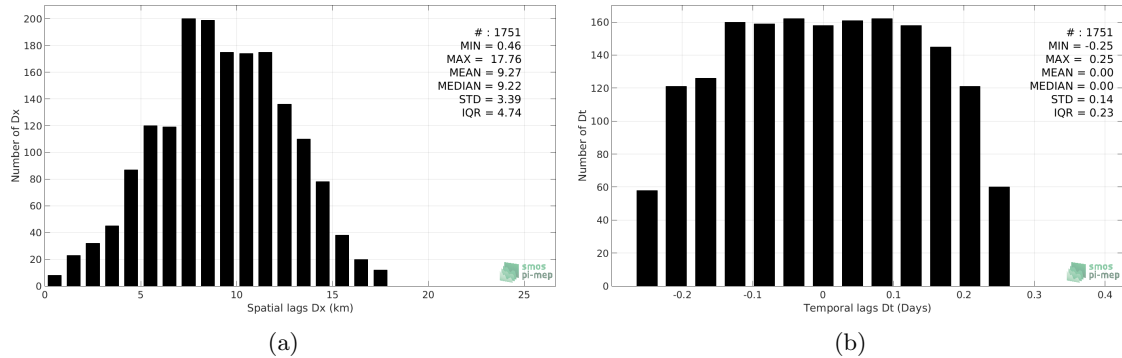 200
180
160
140
120
100
80
60
40
20
0
Number of Dx
0 5 10 15 20 25
Spatial lags Dx (km)
# : 1751
MIN = 0.46
MAX = 17.76
MEAN = 9.27
MEDIAN = 9.22
STD = 3.39
IQR = 4.74
smos
pi-mep
(a)
160
140
120
100
80
60
40
20
0
Number of Dt
-0.2 -0.1 0 0.1 0.2 0.3 0.4
Temporal lags Dt (Days)
# : 1751
MIN = -0.25
MAX = 0.25
MEAN = 0.00
MEDIAN = 0.00
STD = 0.14
IQR = 0.23
smos
pi-mep
(b)